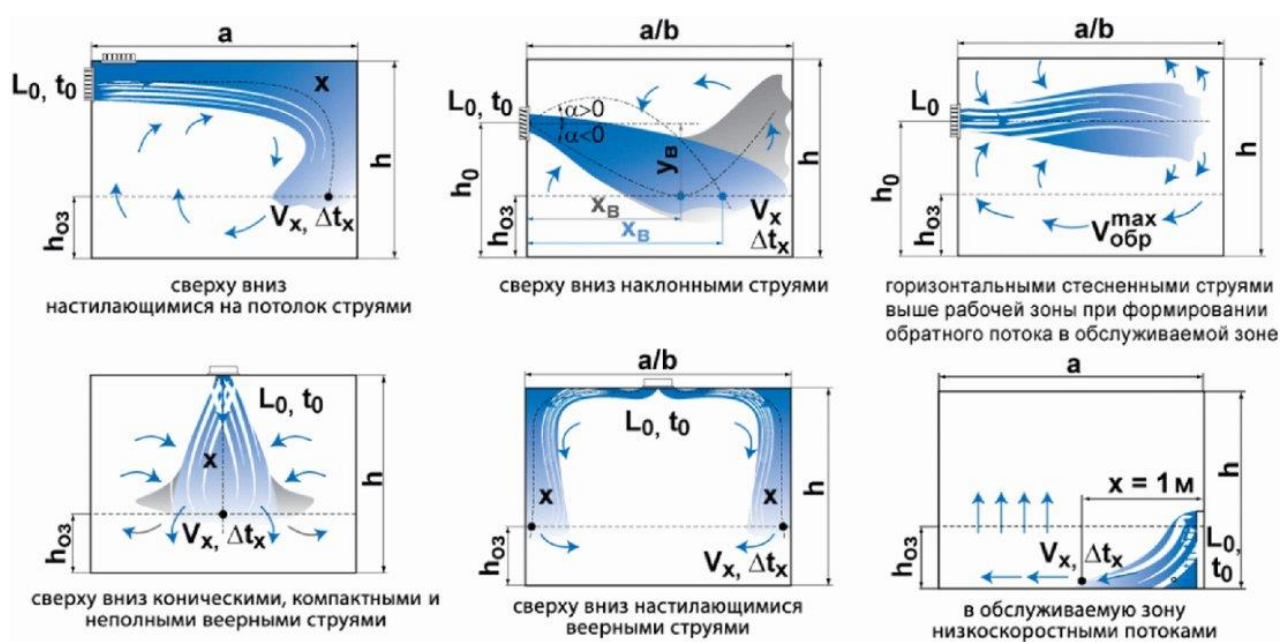 a
L₀, t₀
x
h
hоз
Vₓ, Δtₓ
сверху вниз
настилающимися на потолок струями
a/b
L₀, t₀
α>0
α<0
yв
h
h₀
hоз
xв
xв
Vₓ
Δtₓ
сверху вниз наклонными струями
a/b
L₀
h
h₀
hоз
Vобр max
горизонтальными стесненными струями
выше рабочей зоны при формировании
обратного потока в обслуживаемой зоне
L₀, t₀
x
h
hоз
Vₓ, Δtₓ
сверху вниз коническими, компактными и
неполными веерными струями
a/b
L₀, t₀
x
x
h
hоз
Vₓ, Δtₓ
сверху вниз настилающимися
веерными струями
a
h
x = 1 м
hоз
Vₓ, Δtₓ
L₀,
t₀
в обслуживаемую зону
низкоскоростными потоками